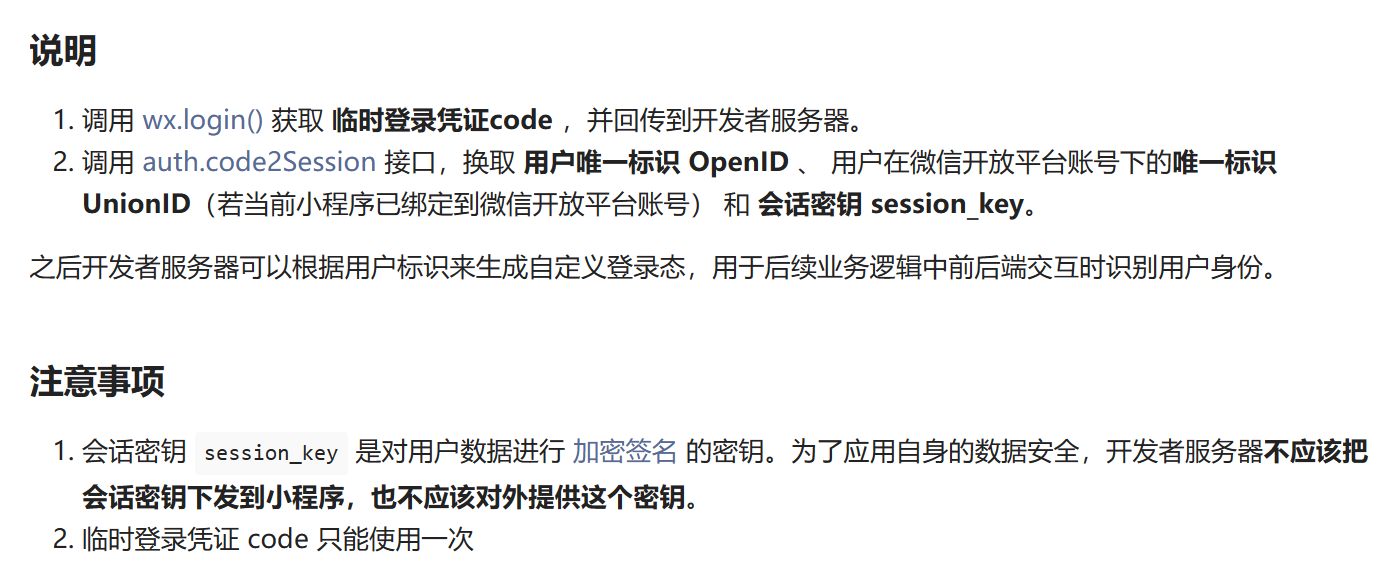 说明
1. 调用 wx.login() 获取 临时登录凭证code ，并回传到开发者服务器。
2. 调用 auth.code2Session 接口，换取 用户唯一标识 OpenID 、 用户在微信开放平台账号下的唯一标识
UnionID（若当前小程序已绑定到微信开放平台账号） 和 会话密钥 session_key。
之后开发者服务器可以根据用户标识来生成自定义登录态，用于后续业务逻辑中前后端交互时识别用户身份。
注意事项
1. 会话密钥 session_key 是对用户数据进行 加密签名 的密钥。为了应用自身的数据安全，开发者服务器不应该把
会话密钥下发到小程序，也不应该对外提供这个密钥。
2. 临时登录凭证 code 只能使用一次